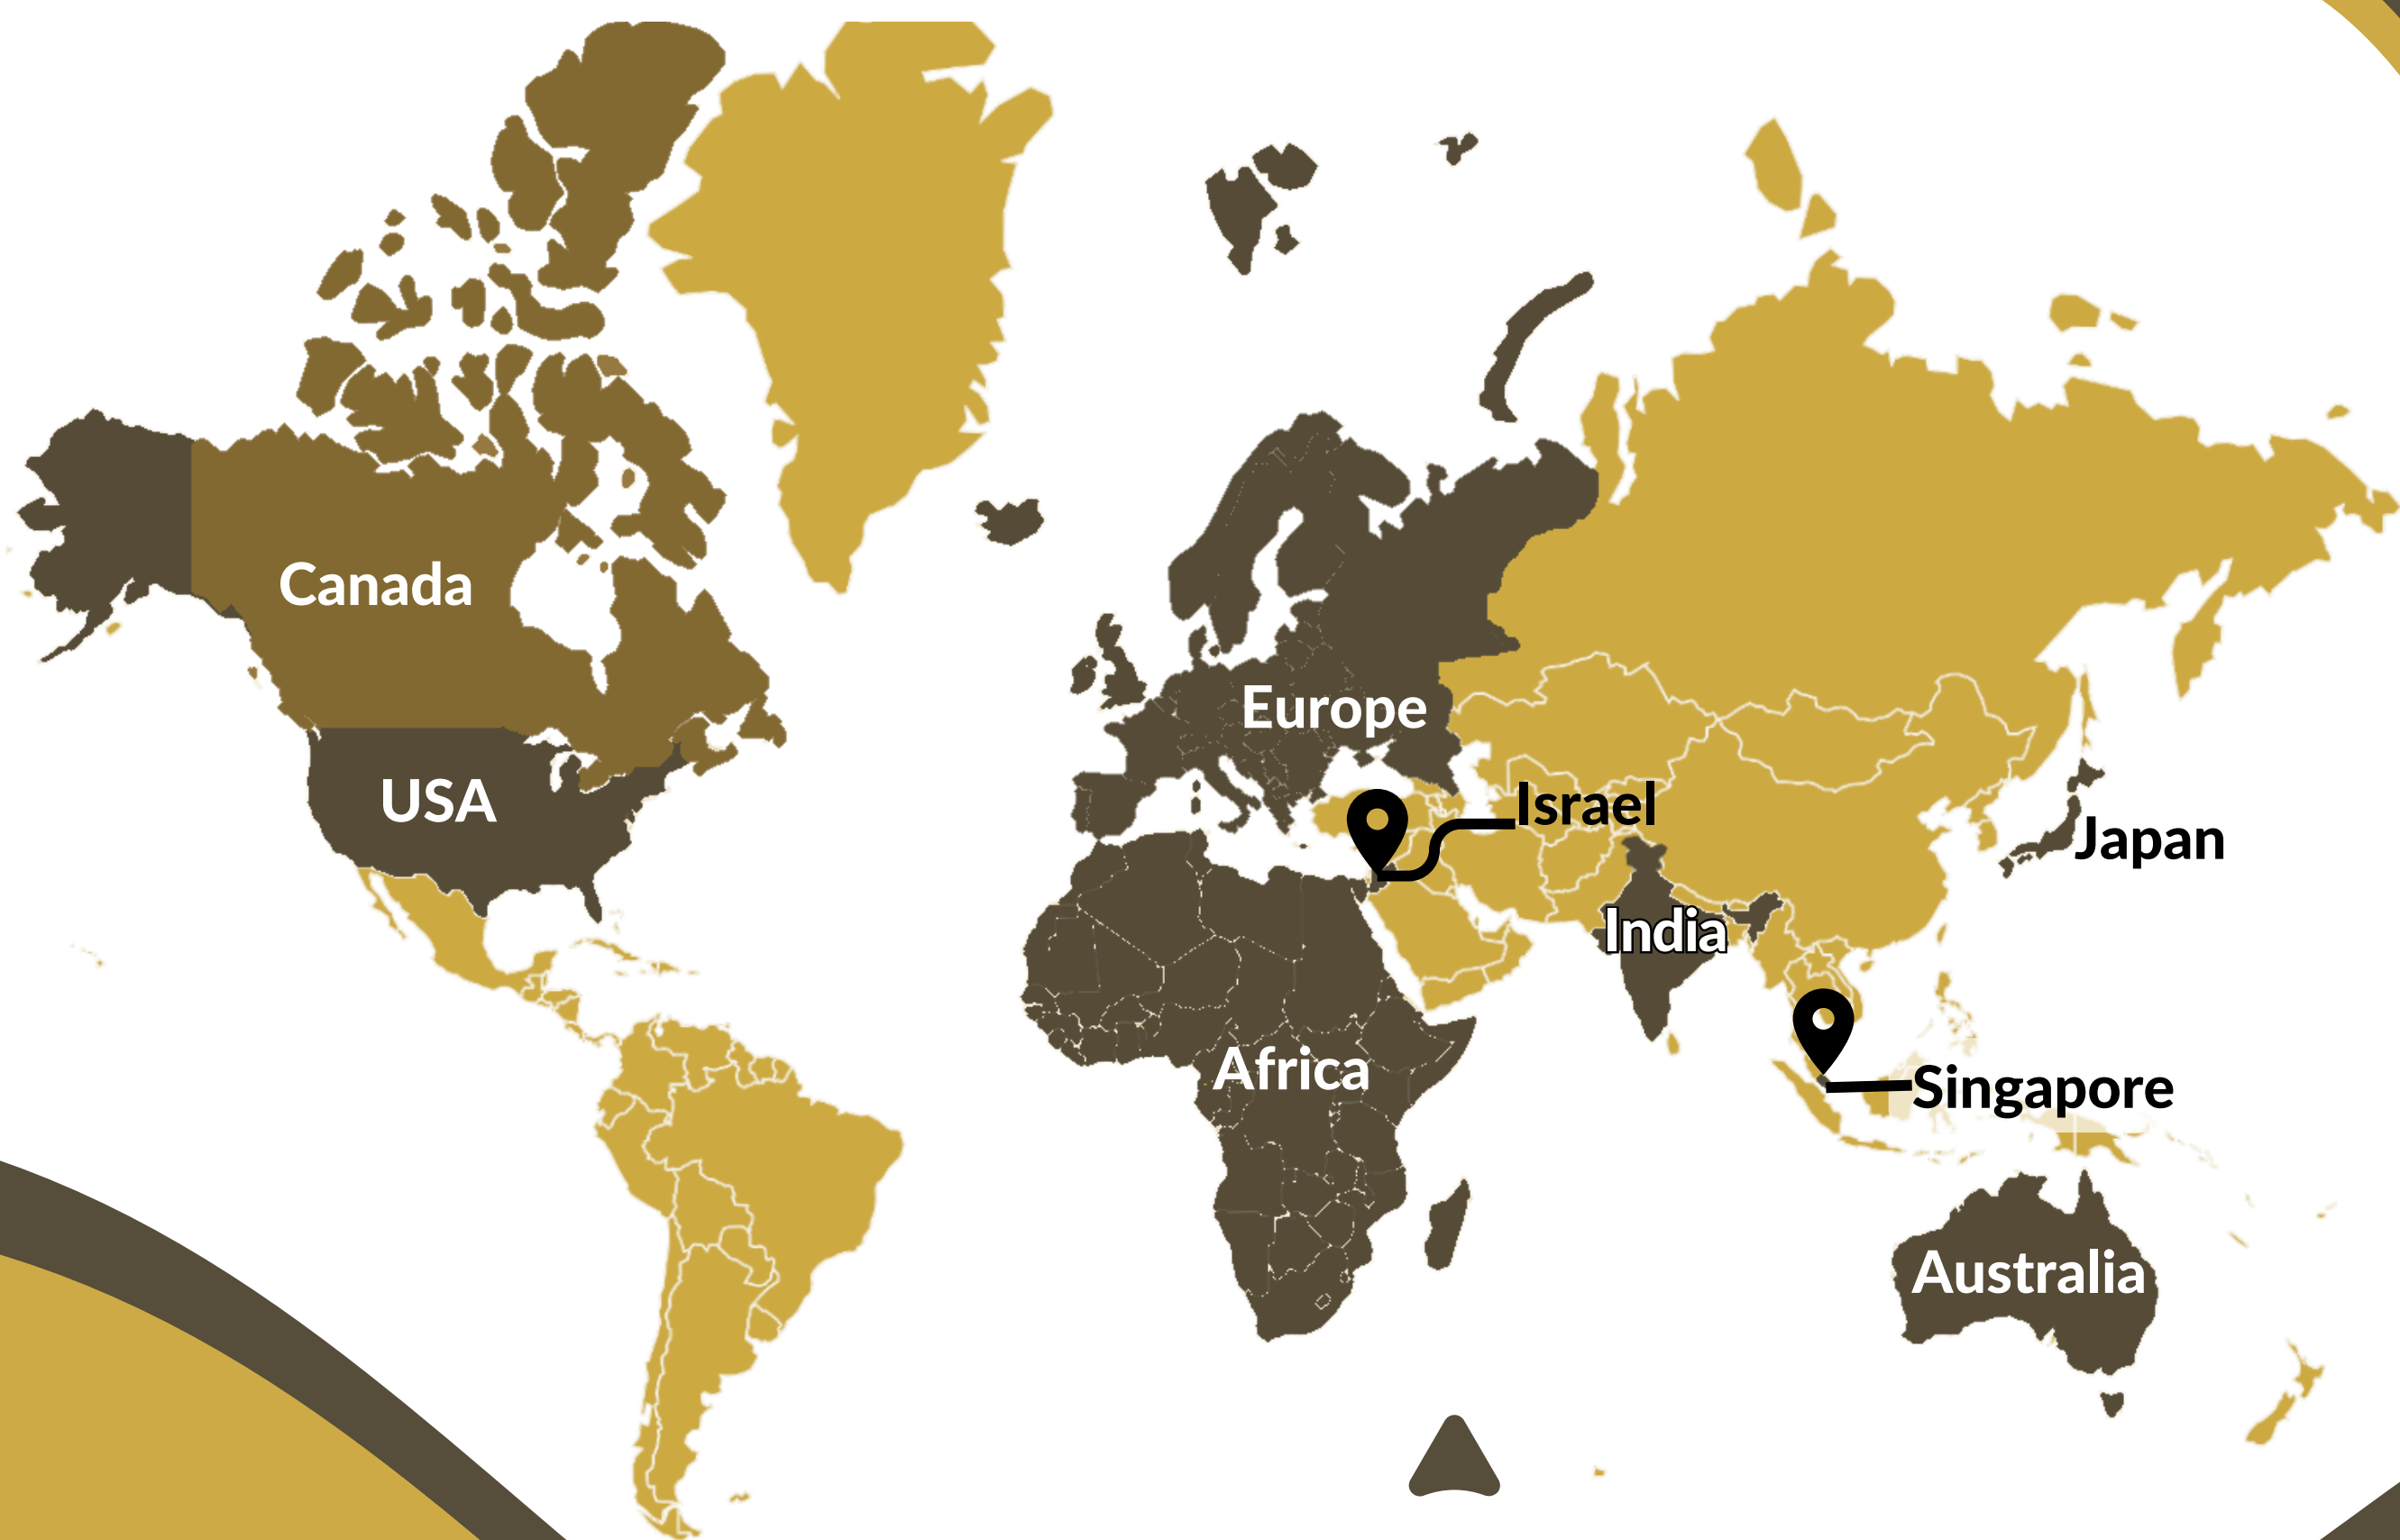 Canada
Europe
USA
Israel
Japan
India
Africa
Singapore
Australia